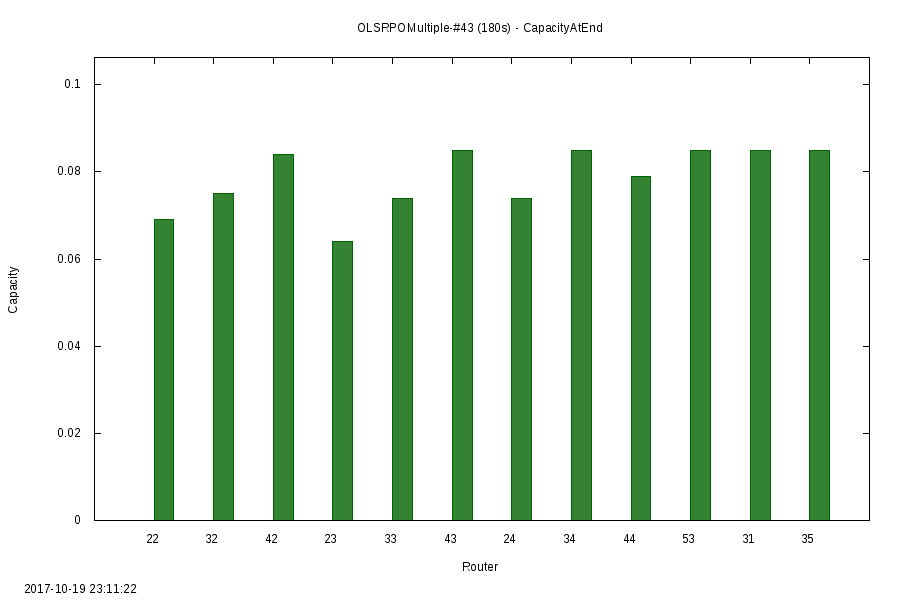 OLSRPOMultiple-#43 (180s) - CapacityAtEnd
0.1
0.08
0.06
0.04
0.02
0
Capacity
22 32 42 23 33 43 24 34 44 53 31 35
Router
2017-10-19 23:11:22